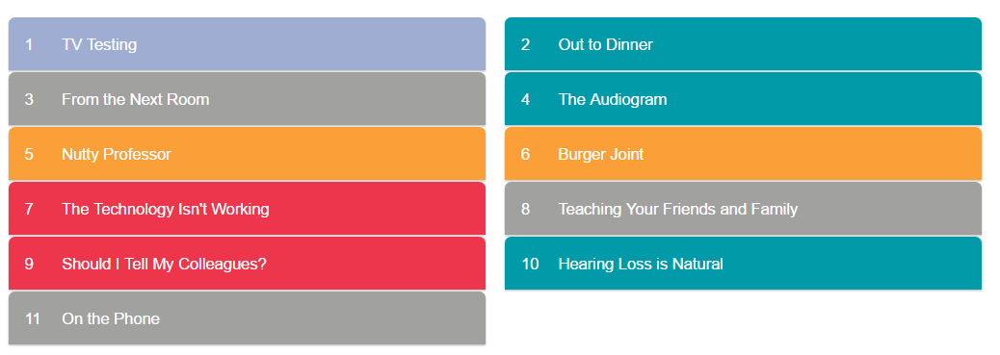 1 TV Testing
2 Out to Dinner
3 From the Next Room
4 The Audiogram
5 Nutty Professor
6 Burger Joint
7 The Technology Isn't Working
8 Teaching Your Friends and Family
9 Should I Tell My Colleagues?
10 Hearing Loss is Natural
11 On the Phone